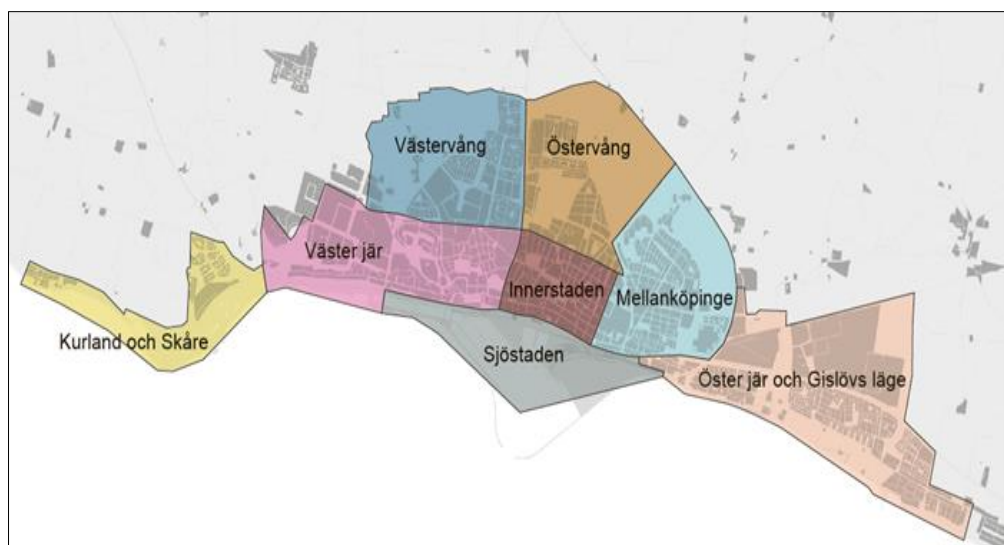 Västervång
Östervång
Väster jär
Innerstaden
Mellanköpinge
Kurland och Skåre
Sjöstaden
Öster jär och Gislövs läge